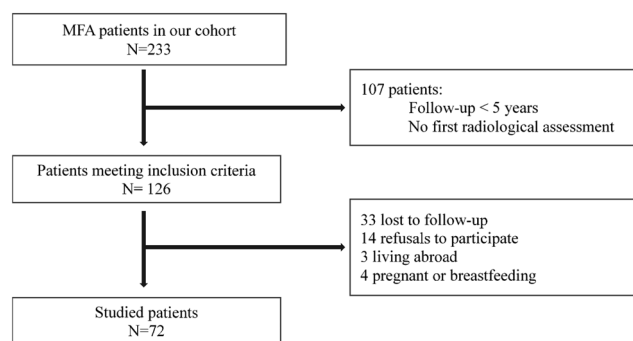 MFA patients in our cohort
N=233
107 patients:
Follow-up < 5 years
No first radiological assessment
Patients meeting inclusion criteria
N= 126
33 lost to follow-up
14 refusals to participate
3 living abroad
4 pregnant or breastfeeding
Studied patients
N=72